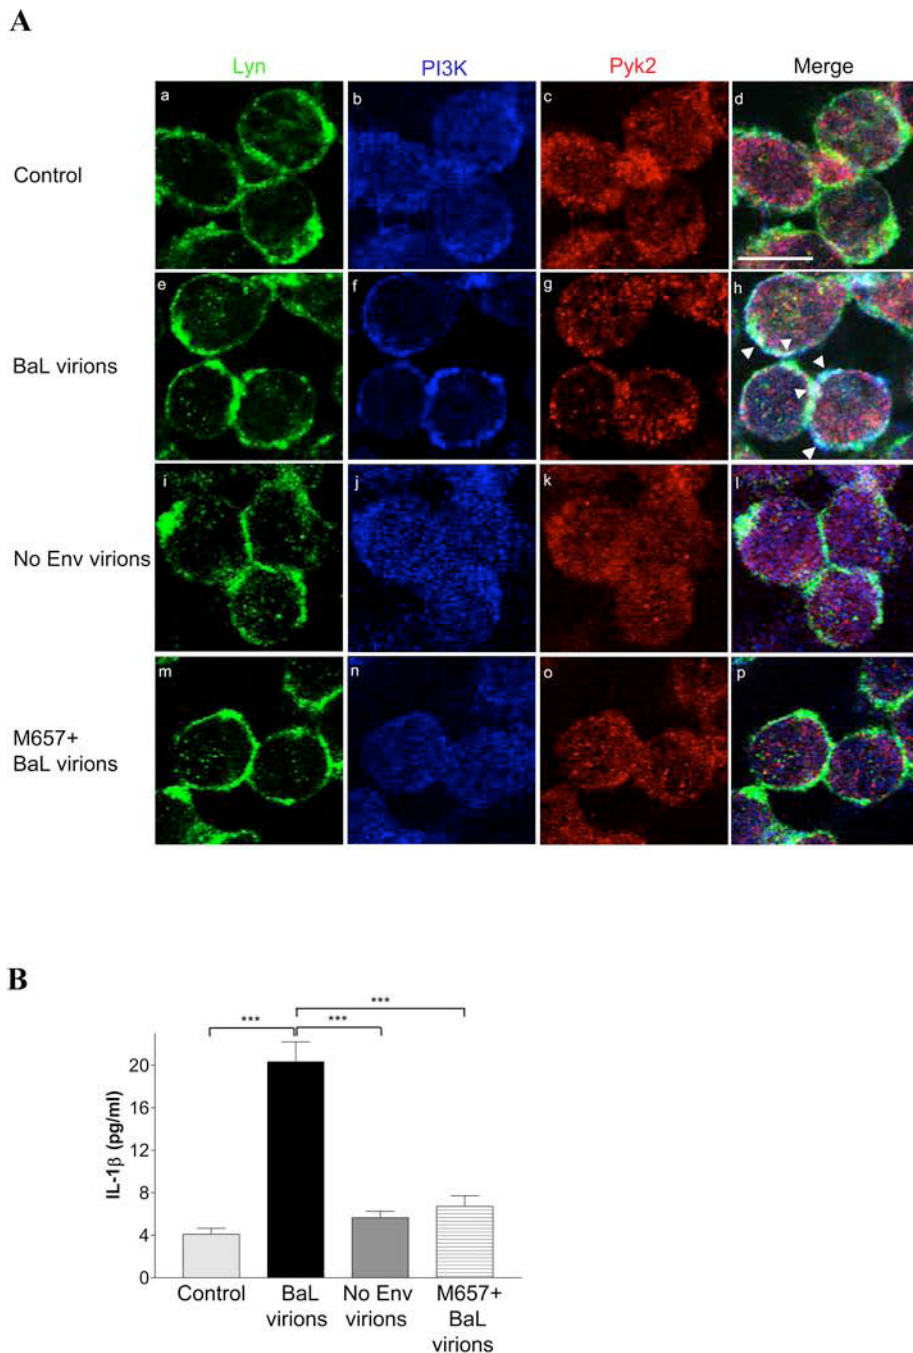 A
Lyn PI3K Pyk2 Merge
Control
a b c d
BaL virions
e f g h
No Env virions
i j k l
M657+
BaL virions
m n o p
B
***
*** ***
IL-1β (pg/ml)
20
16
12
8
4
0
Control BaL virions No Env virions M657+ BaL virions